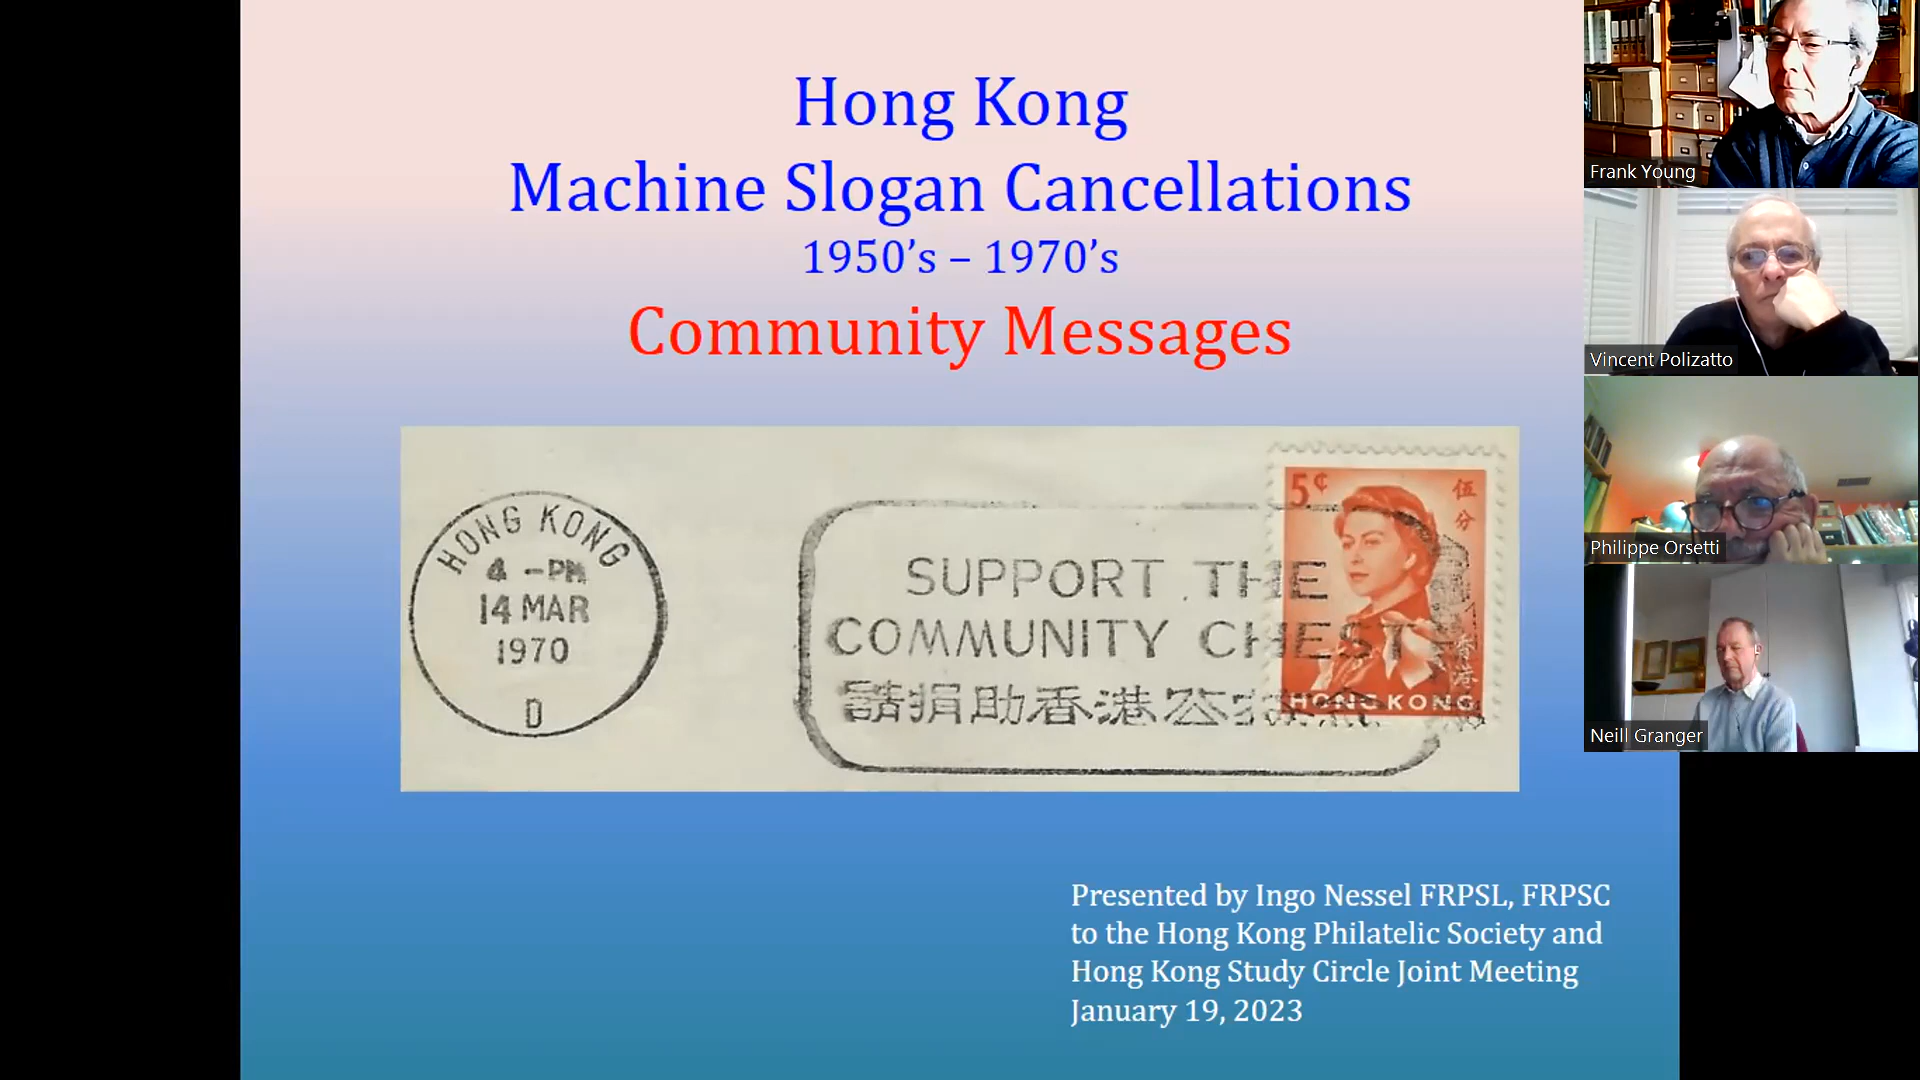 Hong Kong
Machine Slogan Cancellations
1950’s – 1970’s
Community Messages
HONG KONG
4 -PM
14 MAR
1970
D
SUPPORT THE
COMMUNITY CHEST
請捐助香港公
5¢
伍分
香港
HONG KONG
Presented by Ingo Nessel FRPSL, FRPSC
to the Hong Kong Philatelic Society and
Hong Kong Study Circle Joint Meeting
January 19, 2023
Frank Young
Vincent Polizatto
Philippe Orsetti
Neill Granger